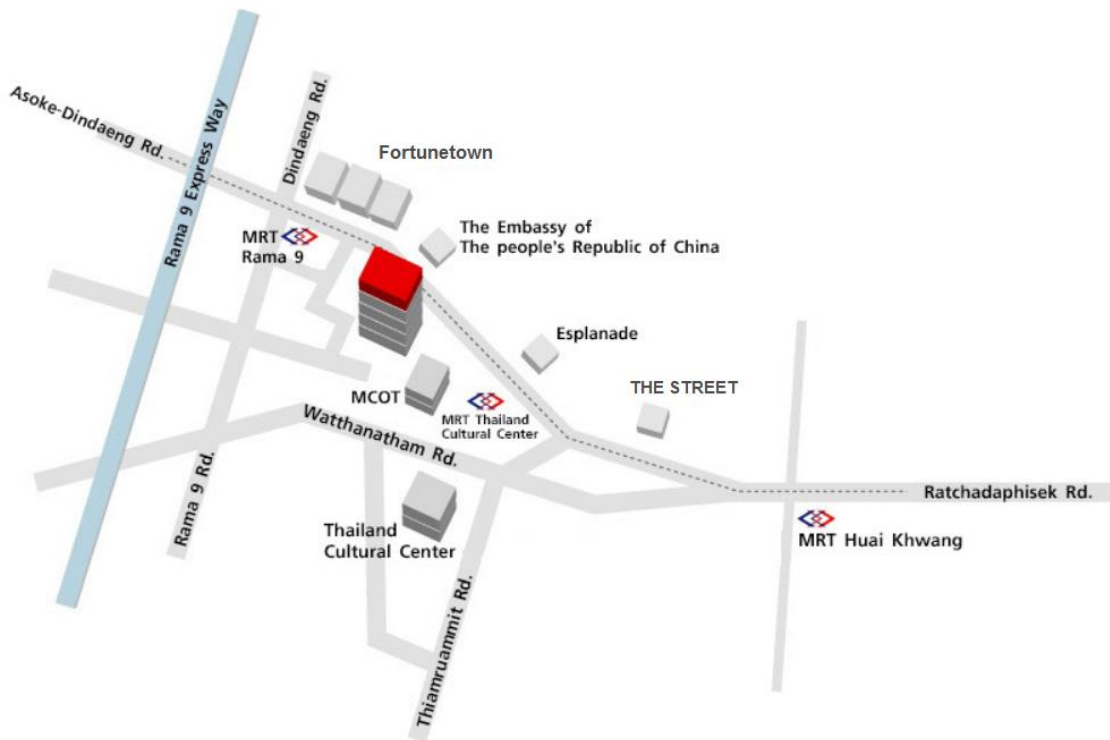 Asoke-Dindaeng Rd.
Rama 9 Express Way
Dindaeng Rd.
Fortunetown
MRT
Rama 9
The Embassy of
The people's Republic of China
Esplanade
THE STREET
MCOT
MRT Thailand
Cultural Center
Watthanatham Rd.
Rama 9 Rd.
Thailand
Cultural Center
Thiamruammit Rd.
Ratchadaphisek Rd.
MRT Huai Khwang